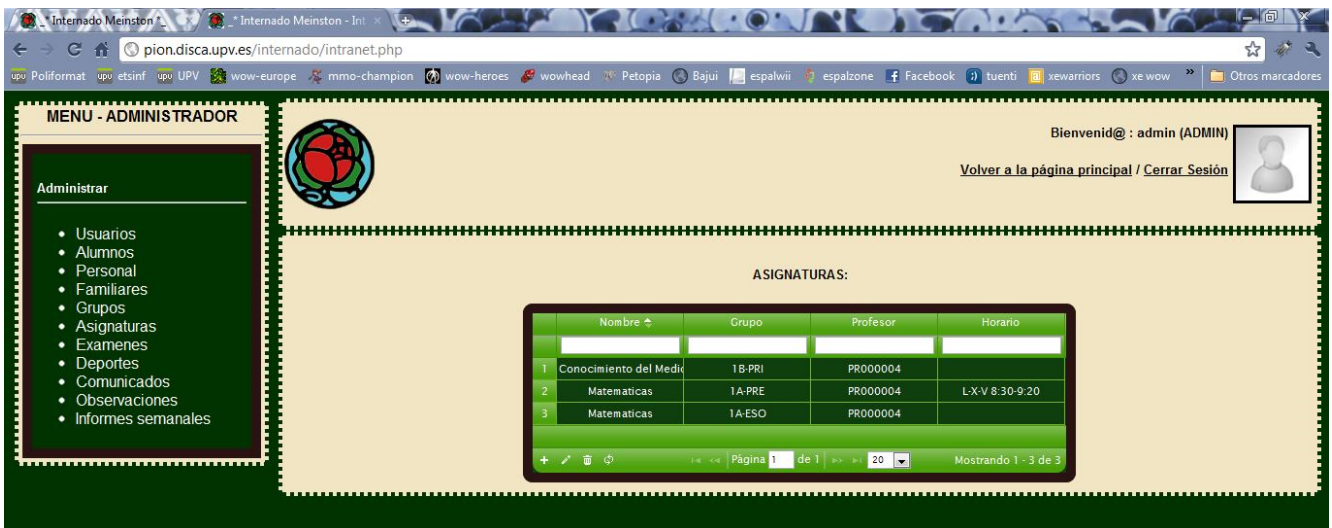 _* Internado Meinston *_
_* Internado Meinston - Int
pion.disca.upv.es/internado/intranet.php
Poliformat etsinf UPV wow-europe mmo-champion wow-heroes wowhead Petopia Bajui espalwii espalzone Facebook tuenti xewarriors xe wow » Otros marcadores
MENU - ADMINISTRADOR
Administrar
Usuarios
Alumnos
Personal
Familiares
Grupos
Asignaturas
Examenes
Deportes
Comunicados
Observaciones
Informes semanales
Bienvenid@ : admin (ADMIN)
Volver a la página principal / Cerrar Sesión
ASIGNATURAS:
Nombre Grupo Profesor Horario
1 Conocimiento del Medio 1B-PRI PR000004
2 Matematicas 1A-PRE PR000004 L-X-V 8:30-9:20
3 Matematicas 1A-ESO PR000004
Página 1 de 1 20 Mostrando 1 - 3 de 3